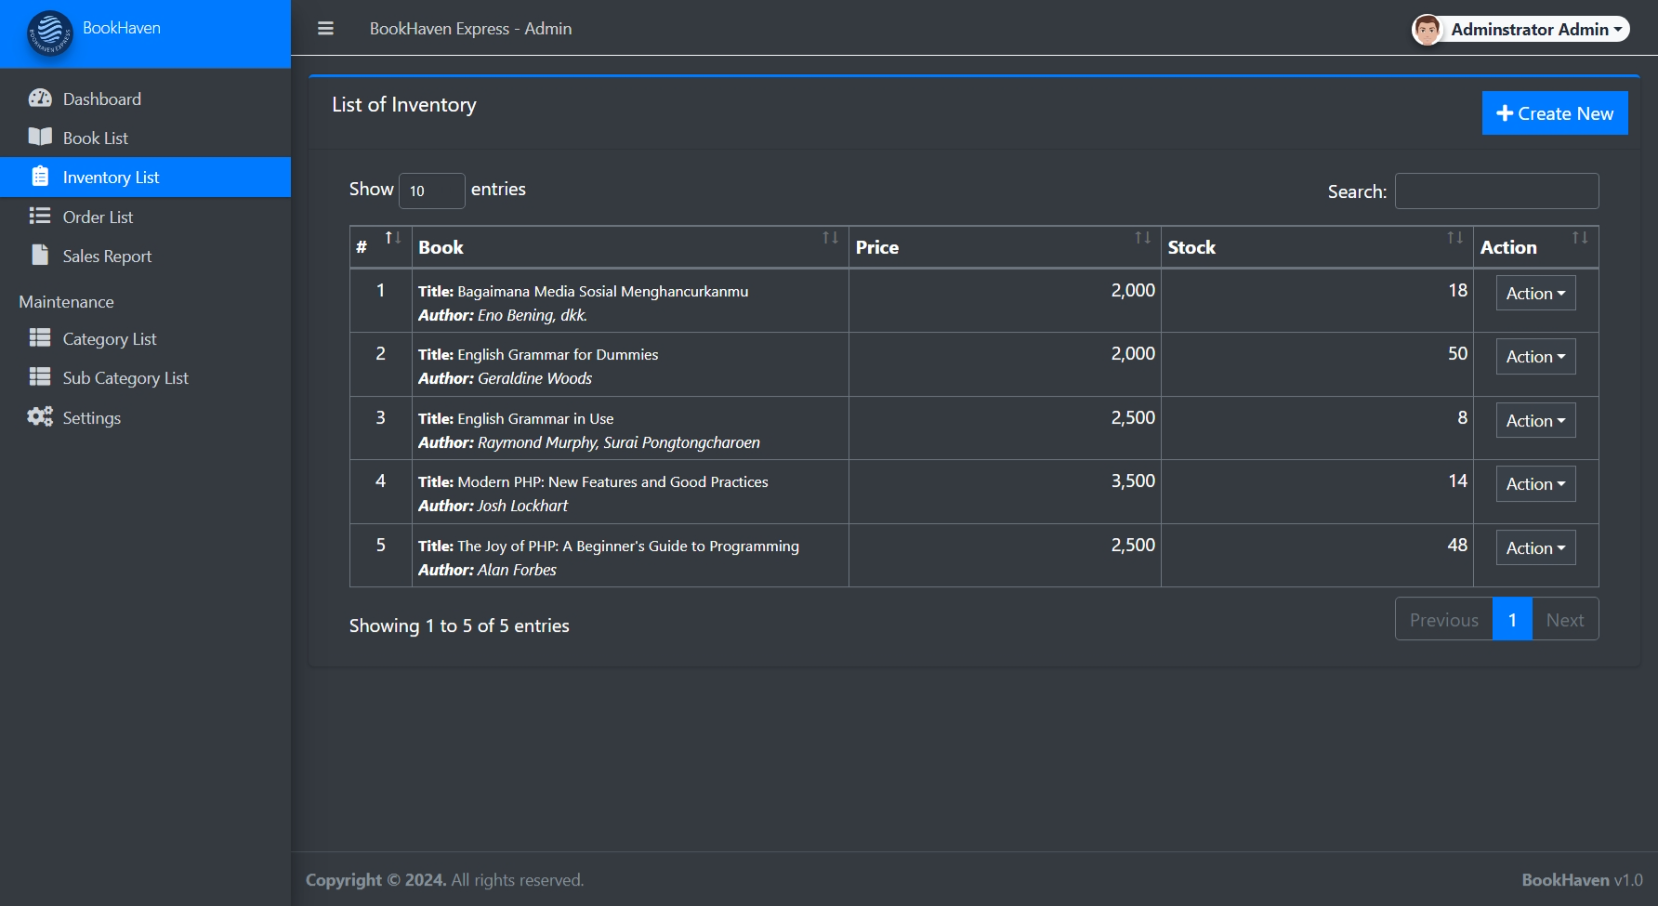 BOOKHAVEN EXPRESS
BookHaven
BookHaven Express - Admin
Adminstrator Admin
Dashboard
Book List
Inventory List
Order List
Sales Report
Maintenance
Category List
Sub Category List
Settings
List of Inventory
Create New
Show 10 entries
Search:
# Book Price Stock Action
1 Title: Bagaimana Media Sosial Menghancurkanmu 2,000 18 Action
Author: Eno Bening, dkk.
2 Title: English Grammar for Dummies 2,000 50 Action
Author: Geraldine Woods
3 Title: English Grammar in Use 2,500 8 Action
Author: Raymond Murphy, Surai Pongtongcharoen
4 Title: Modern PHP: New Features and Good Practices 3,500 14 Action
Author: Josh Lockhart
5 Title: The Joy of PHP: A Beginner's Guide to Programming 2,500 48 Action
Author: Alan Forbes
Showing 1 to 5 of 5 entries
Previous 1 Next
Copyright © 2024. All rights reserved.
BookHaven v1.0